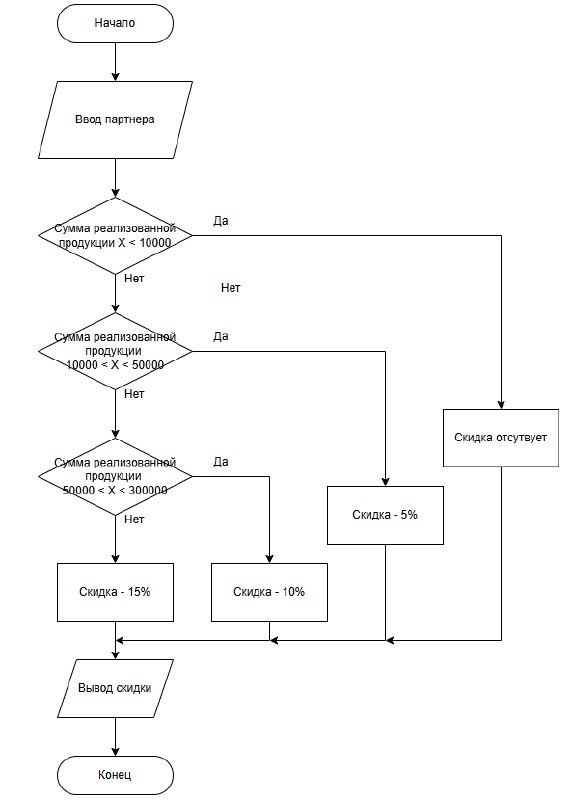 Начало
Ввод партнера
Сумма реализованной
продукции X < 10000
Да
Нет
Нет
Сумма реализованной
продукции
10000 < X < 50000
Да
Нет
Сумма реализованной
продукции
50000 < X < 300000
Да
Нет
Скидка отсутвует
Скидка - 5%
Скидка - 15%
Скидка - 10%
Вывод скидки
Конец